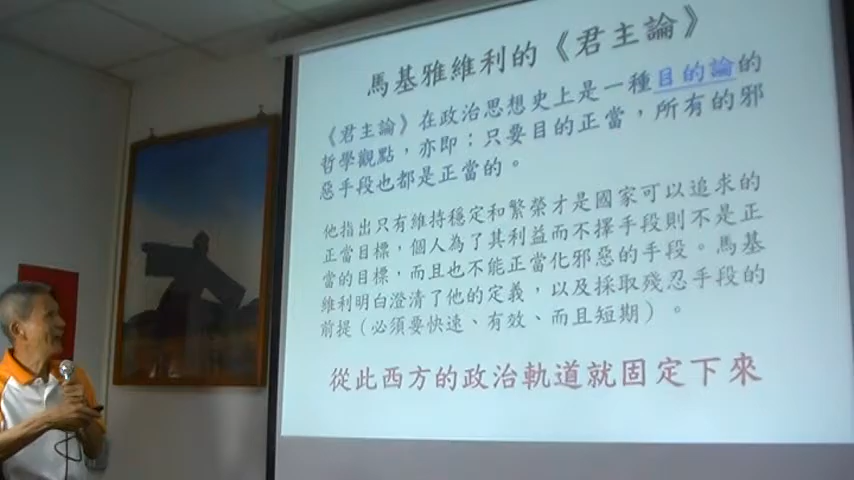 馬基雅維利的《君主論》
《君主論》在政治思想史上是一種目的論的
哲學觀點，亦即：只要目的正當，所有的邪
惡手段也都是正當的。
他指出只有維持穩定和繁榮才是國家可以追求的
正當目標，個人為了其利益而不擇手段則不是正
當的目標，而且也不能正當化邪惡的手段。馬基
維利明白澄清了他的定義，以及採取殘忍手段的
前提（必須要快速、有效、而且短期）。
從此西方的政治軌道就固定下來